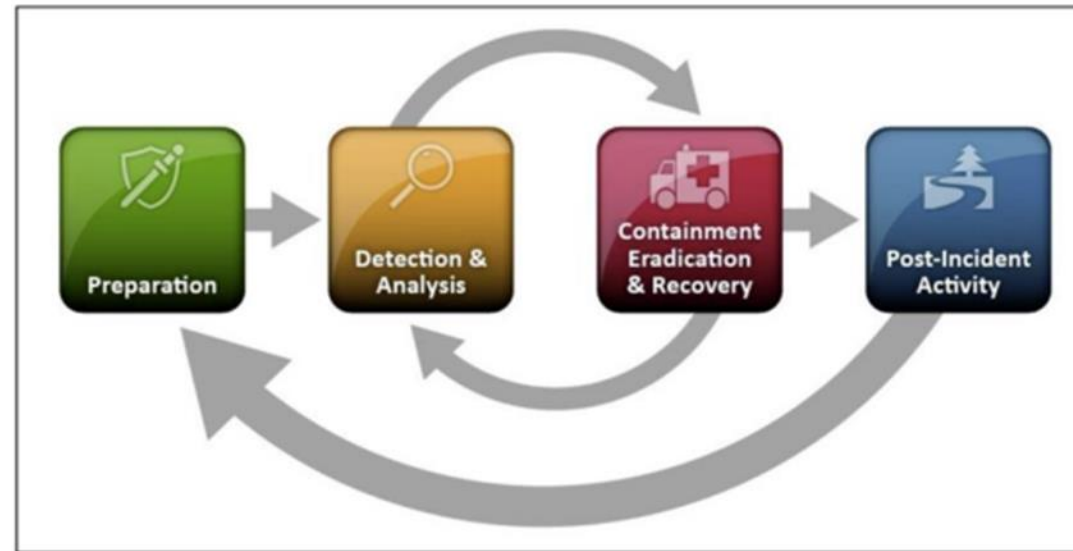 Preparation
Detection &
Analysis
Containment
Eradication
& Recovery
Post-Incident
Activity